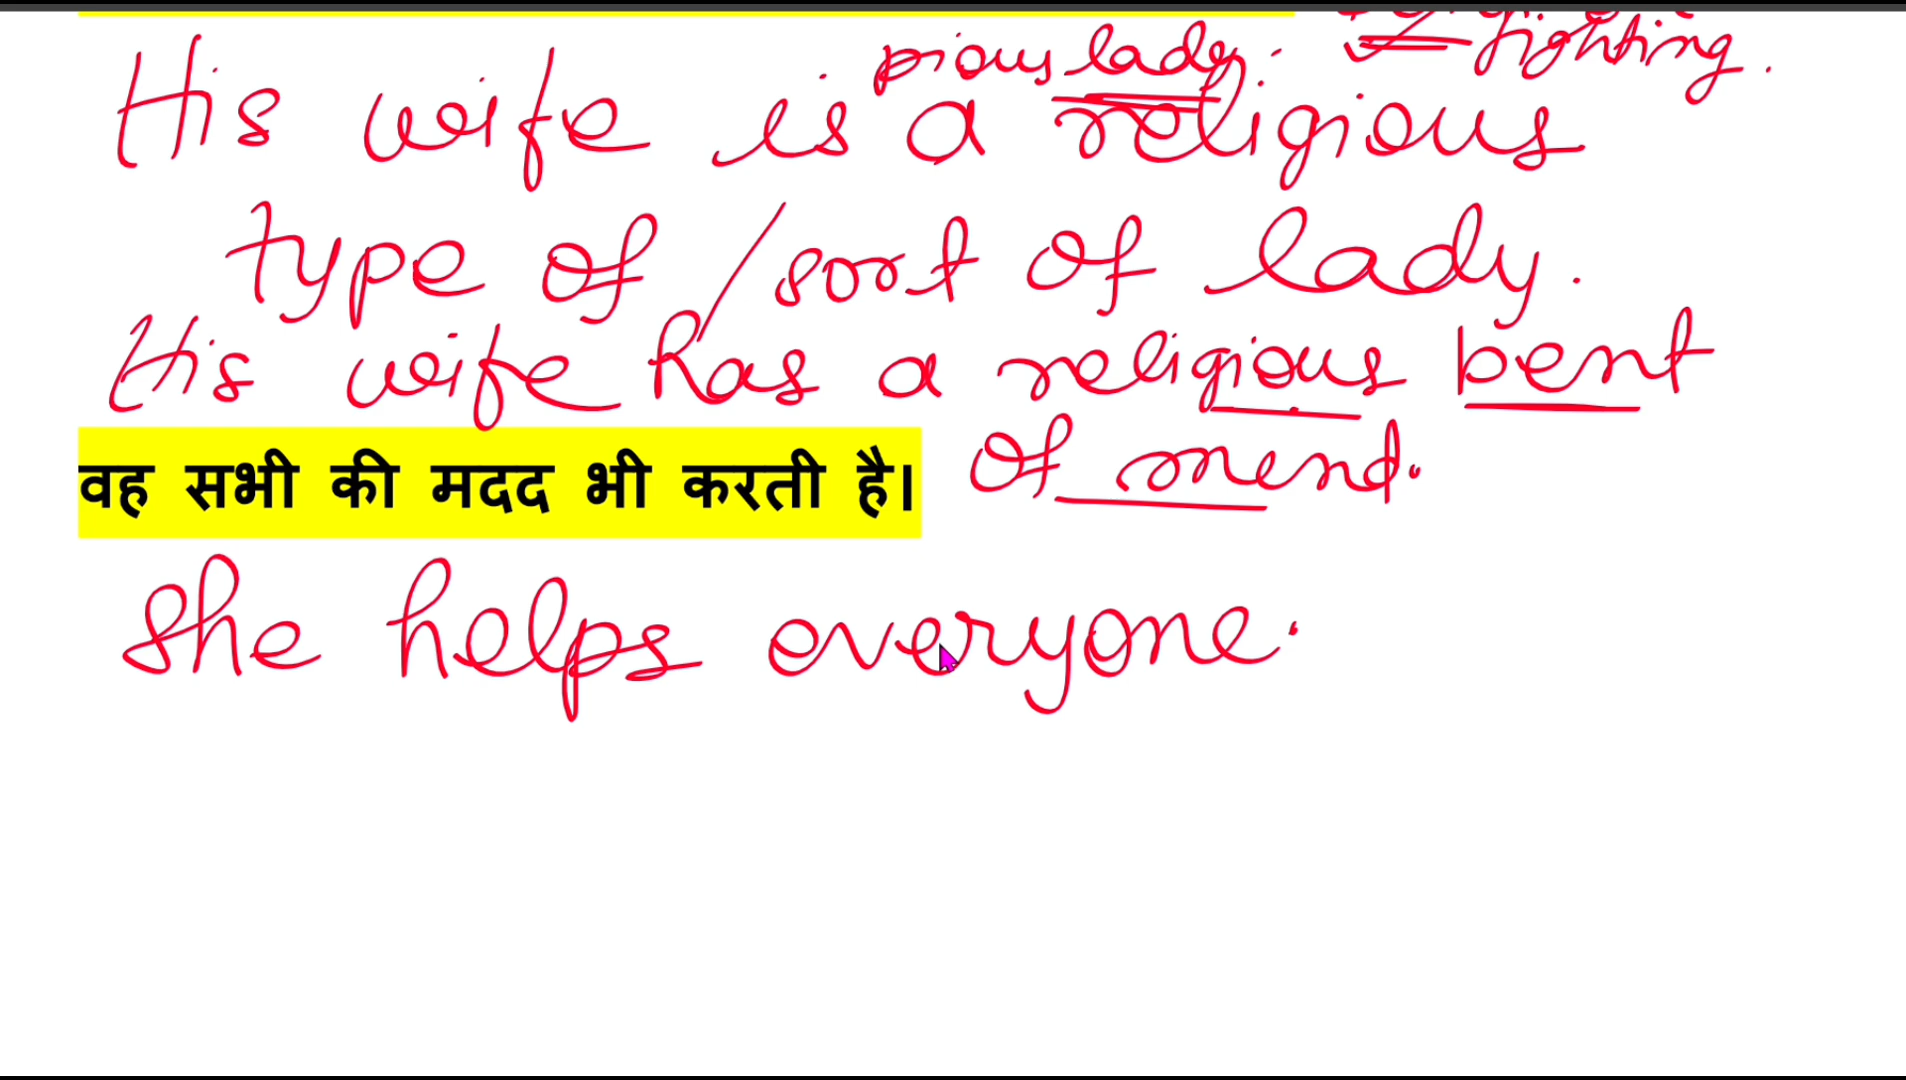 pious lady. fighting.
His wife is a religious
type of / sort of lady.
His wife has a religious bent
of mind.
वह सभी की मदद भी करती है।
She helps everyone.